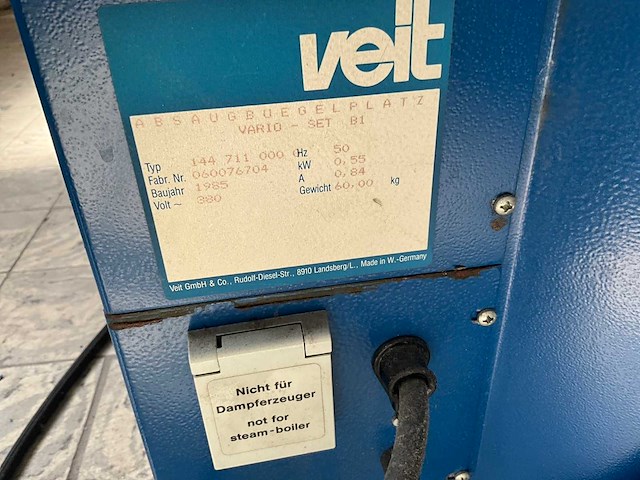 veit
ABSAUGBUEGELPLATZ
VARIO - SET B1
Typ 144 711 000 0 Hz 50
Fabr. Nr. 060076704 kW 0,55
Baujahr 1985 A 0,84
Volt ~ 380 Gewicht 60,00 kg
Veit GmbH & Co., Rudolf-Diesel-Str., 8910 Landsberg/L., Made in W.-Germany
Nicht für
Dampferzeuger
not for
steam-boiler